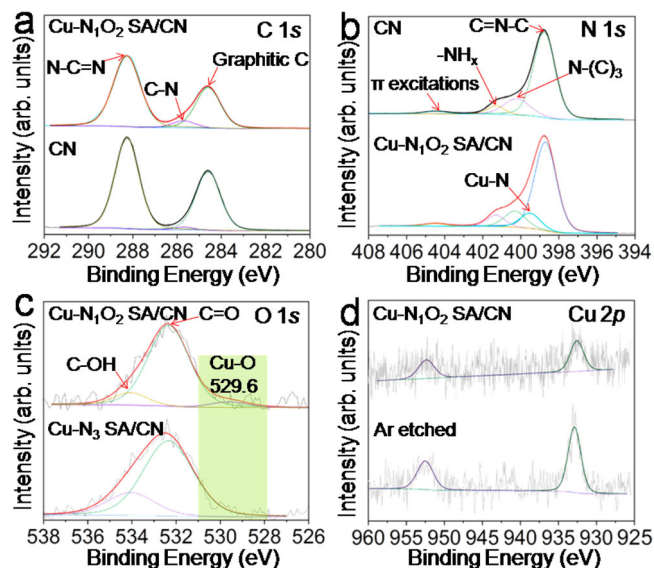 a
Cu-N₁O₂ SA/CN
C 1s
N-C=N
Graphitic C
C-N
CN
Intensity (arb. units)
292 290 288 286 284 282 280
Binding Energy (eV)
b
CN
C=N-C
N 1s
-NHₓ
N-(C)₃
π excitations
Cu-N₁O₂ SA/CN
Cu-N
Intensity (arb. units)
408 406 404 402 400 398 396 394
Binding Energy (eV)
c
Cu-N₁O₂ SA/CN
C=O
O 1s
C-OH
Cu-O
529.6
Cu-N₃ SA/CN
Intensity (arb. units)
538 536 534 532 530 528 526
Binding Energy (eV)
d
Cu-N₁O₂ SA/CN
Cu 2p
Ar etched
Intensity (arb. units)
960 955 950 945 940 935 930 925
Binding Energy (eV)